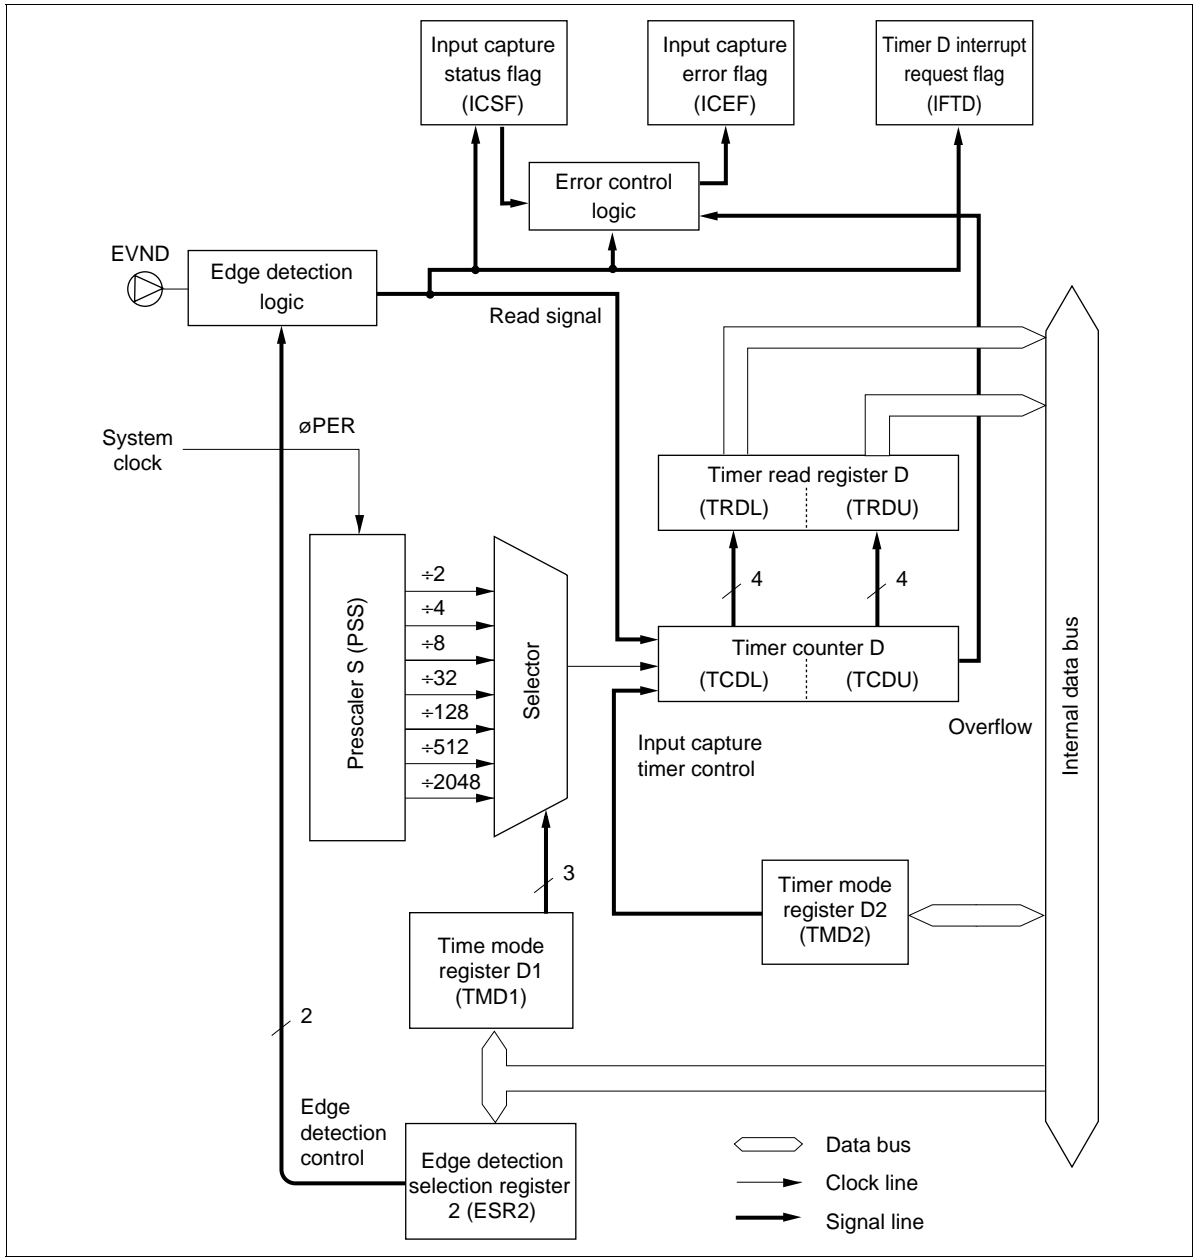 Input capture
status flag
(ICSF)
Input capture
error flag
(ICEF)
Timer D interrupt
request flag
(IFTD)
Error control
logic
EVND
Edge detection
logic
Read signal
øPER
System
clock
Timer read register D
(TRDL)
(TRDU)
4
4
Prescaler S (PSS)
÷2
÷4
÷8
÷32
÷128
÷512
÷2048
Selector
Timer counter D
(TCDL)
(TCDU)
Internal data bus
Overflow
Input capture
timer control
3
Timer mode
register D2
(TMD2)
Time mode
register D1
(TMD1)
2
Edge
detection
control
Edge detection
selection register
2 (ESR2)
Data bus
Clock line
Signal line